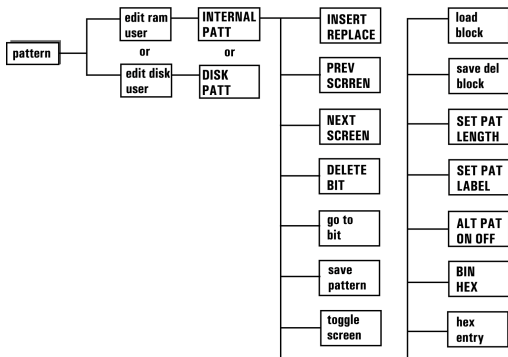 pattern
edit ram
user
or
edit disk
user
INTERNAL
PATT
or
DISK
PATT
INSERT
REPLACE
PREV
SCRREN
NEXT
SCREEN
DELETE
BIT
go to
bit
save
pattern
toggle
screen
load
block
save del
block
SET PAT
LENGTH
SET PAT
LABEL
ALT PAT
ON OFF
BIN
HEX
hex
entry